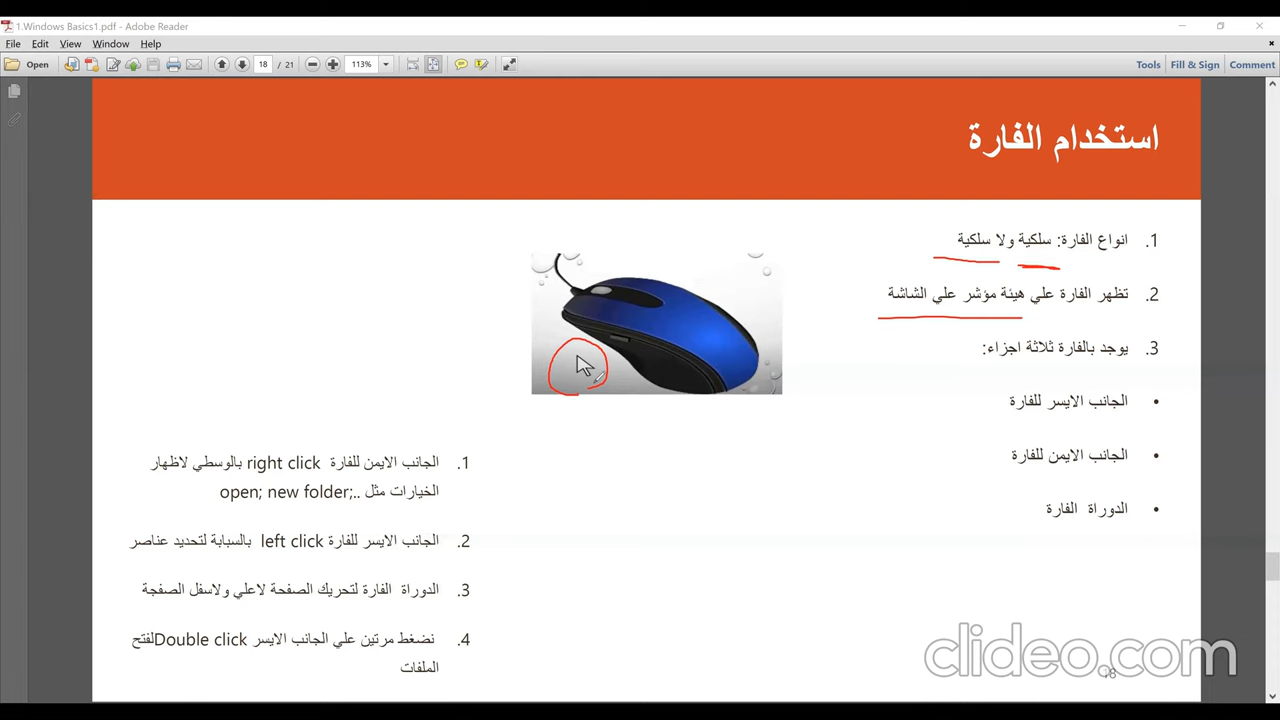 1.Windows Basics1.pdf - Adobe Reader
File Edit View Window Help
Open 18 / 21 113% Tools Fill & Sign Comment
استخدام الفارة
1. انواع الفارة: سلكية ولا سلكية
2. تظهر الفارة علي هيئة مؤشر علي الشاشة
3. يوجد بالفارة ثلاثة اجزاء:
• الجانب الايسر للفارة
• الجانب الايمن للفارة
• الدوراة الفارة
1. الجانب الايمن للفارة right click بالوسطي لاظهار
الخيارات مثل ..;open; new folder
2. الجانب الايسر للفارة left click بالسبابة لتحديد عناصر
3. الدوراة الفارة لتحريك الصفحة لاعلي ولاسفل الصفجة
4. نضغط مرتين علي الجانب الايسر Double clickلفتح
الملفات
clideo.com